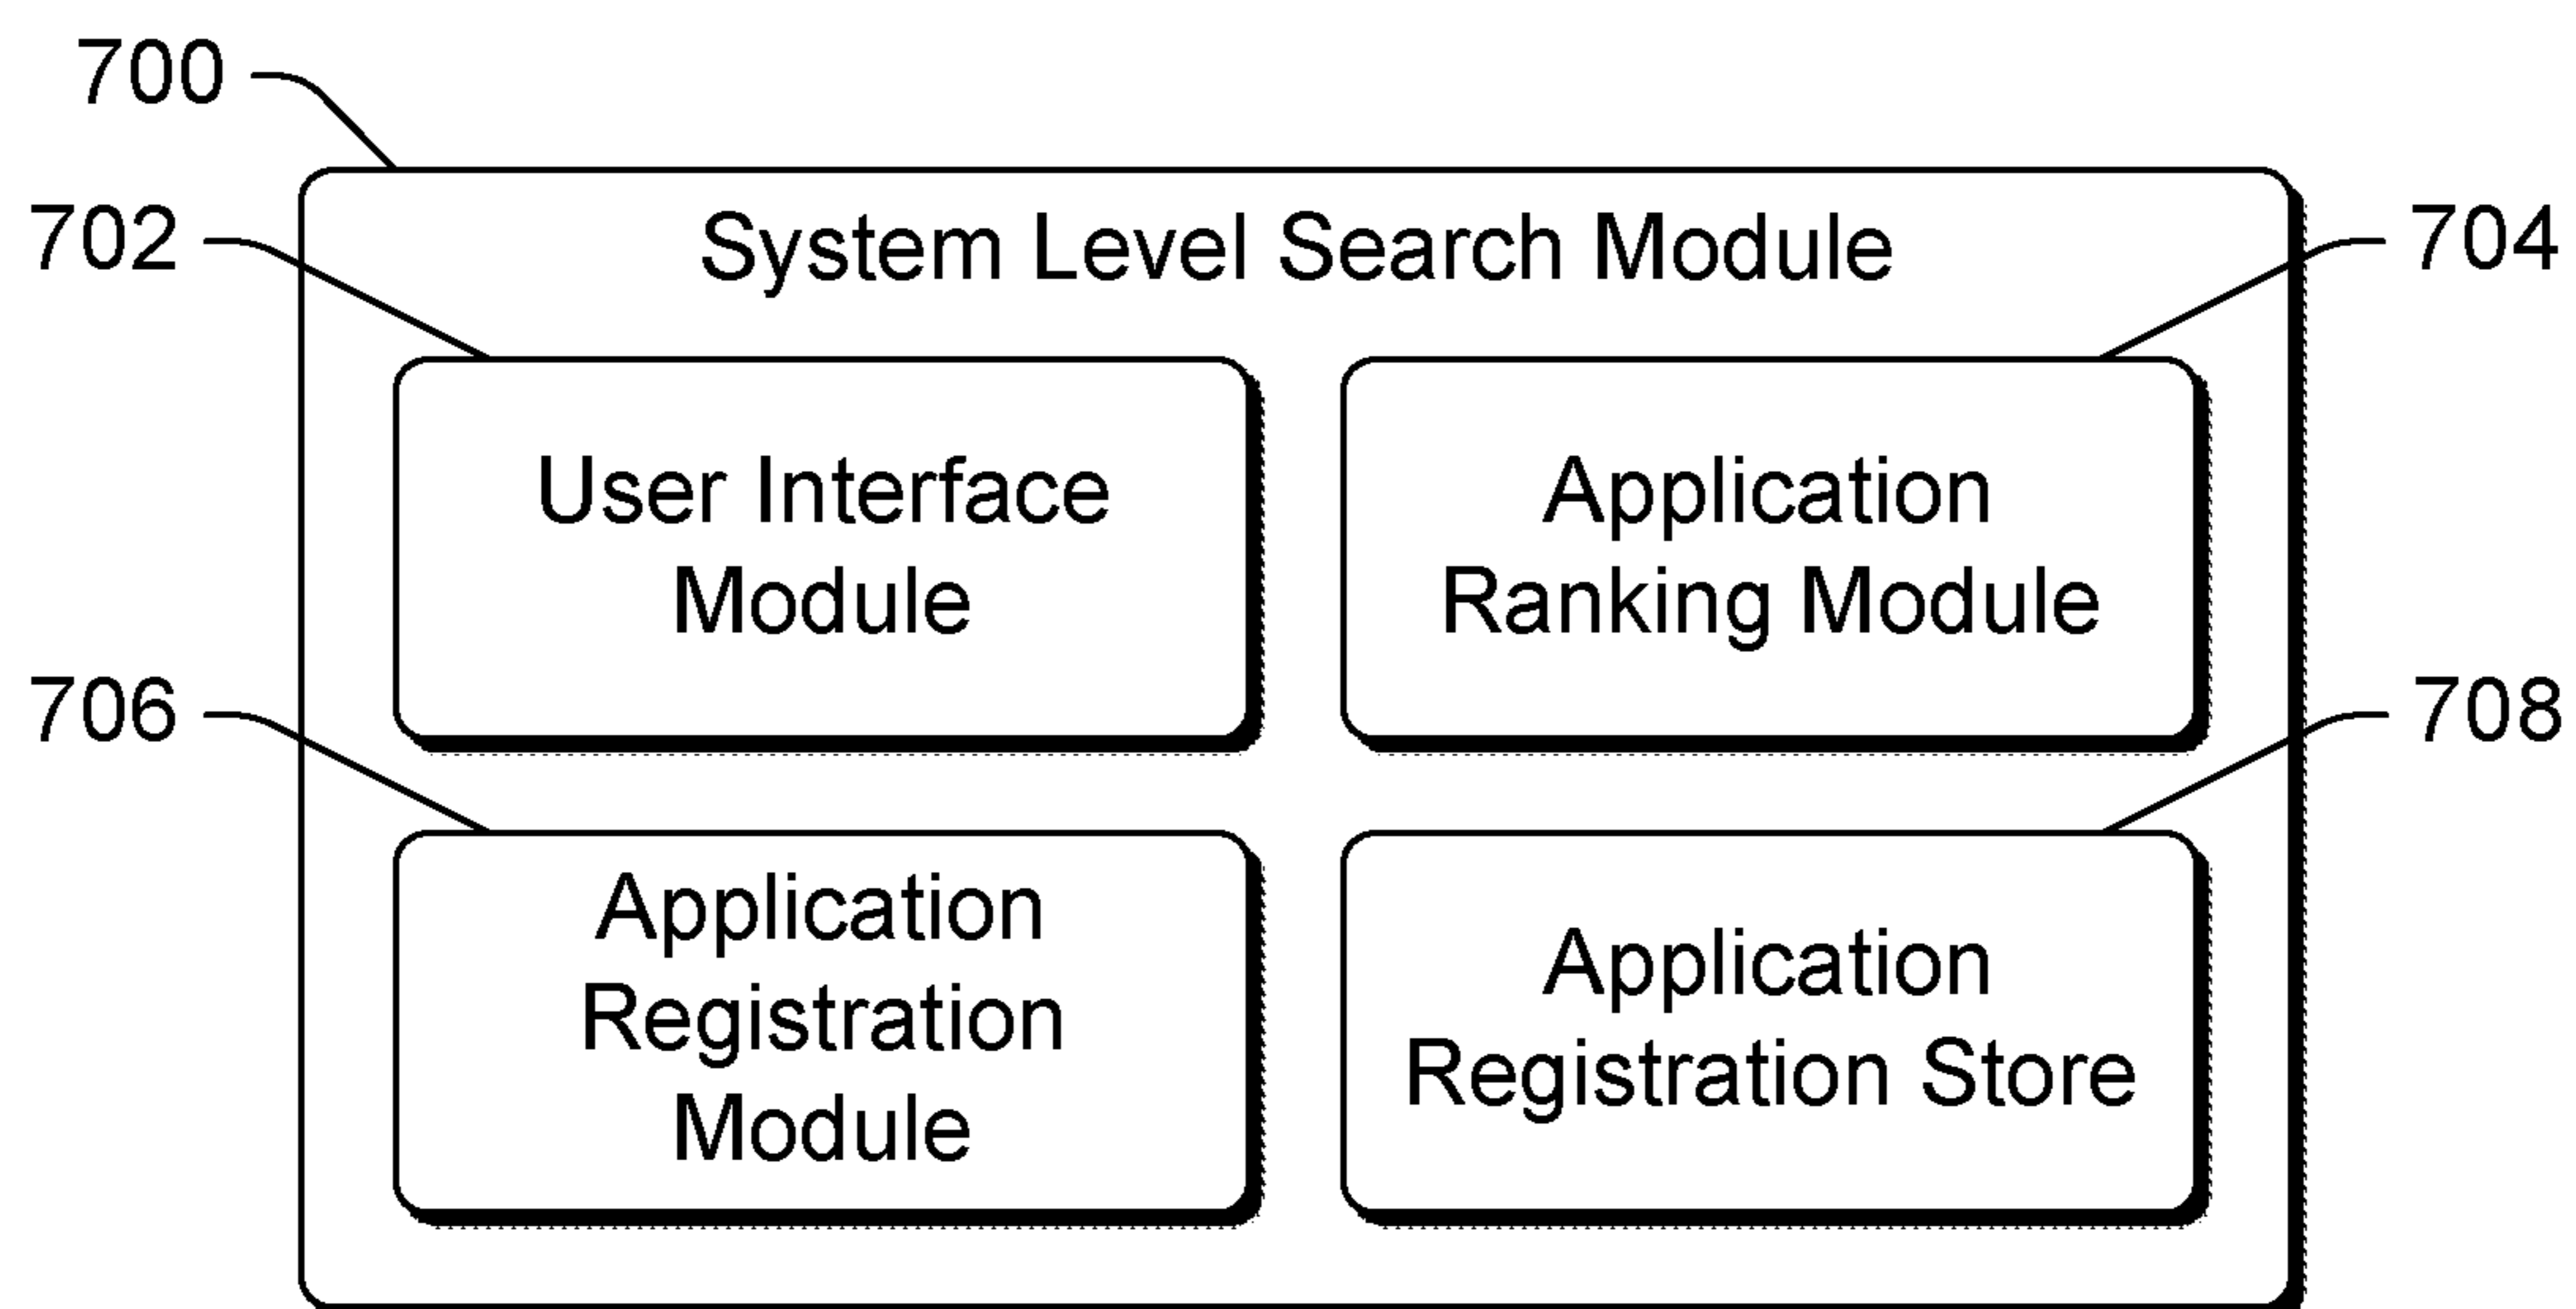 700
System Level Search Module
702
704
User Interface
Module
Application
Ranking Module
706
708
Application
Registration
Module
Application
Registration Store